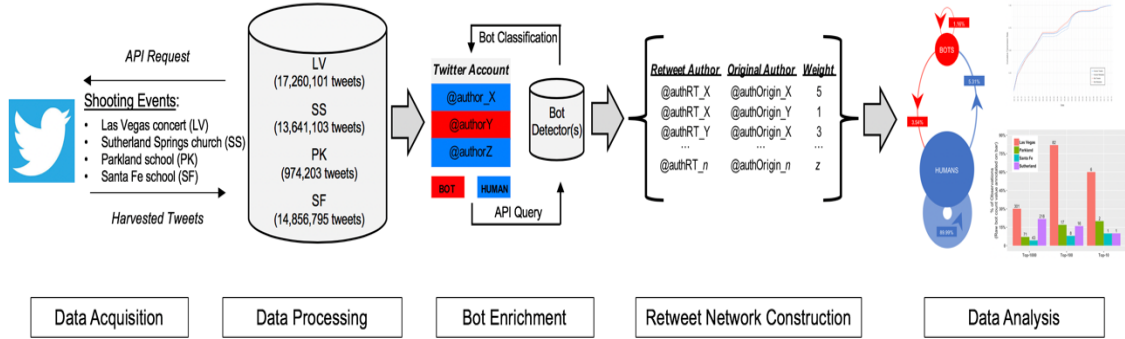 API Request
Shooting Events:
• Las Vegas concert (LV)
• Sutherland Springs church (SS)
• Parkland school (PK)
• Santa Fe school (SF)
Harvested Tweets
LV
(17,260,101 tweets)
SS
(13,641,103 tweets)
PK
(974,203 tweets)
SF
(14,856,795 tweets)
Bot Classification
Twitter Account
@author_X
@authorY
@authorZ
BOT HUMAN
API Query
Bot
Detector(s)
Retweet Author Original Author Weight
@authRT_X @authOrigin_X 5
@authRT_X @authOrigin_Y 1
@authRT_Y @authOrigin_X 3
... ... ...
@authRT_n @authOrigin_n z
BOTS
HUMANS
Las Vegas
Parkland
Santa Fe
Sutherland
% of Observations
Top-1000 Top-100 Top-10
Data Acquisition
Data Processing
Bot Enrichment
Retweet Network Construction
Data Analysis